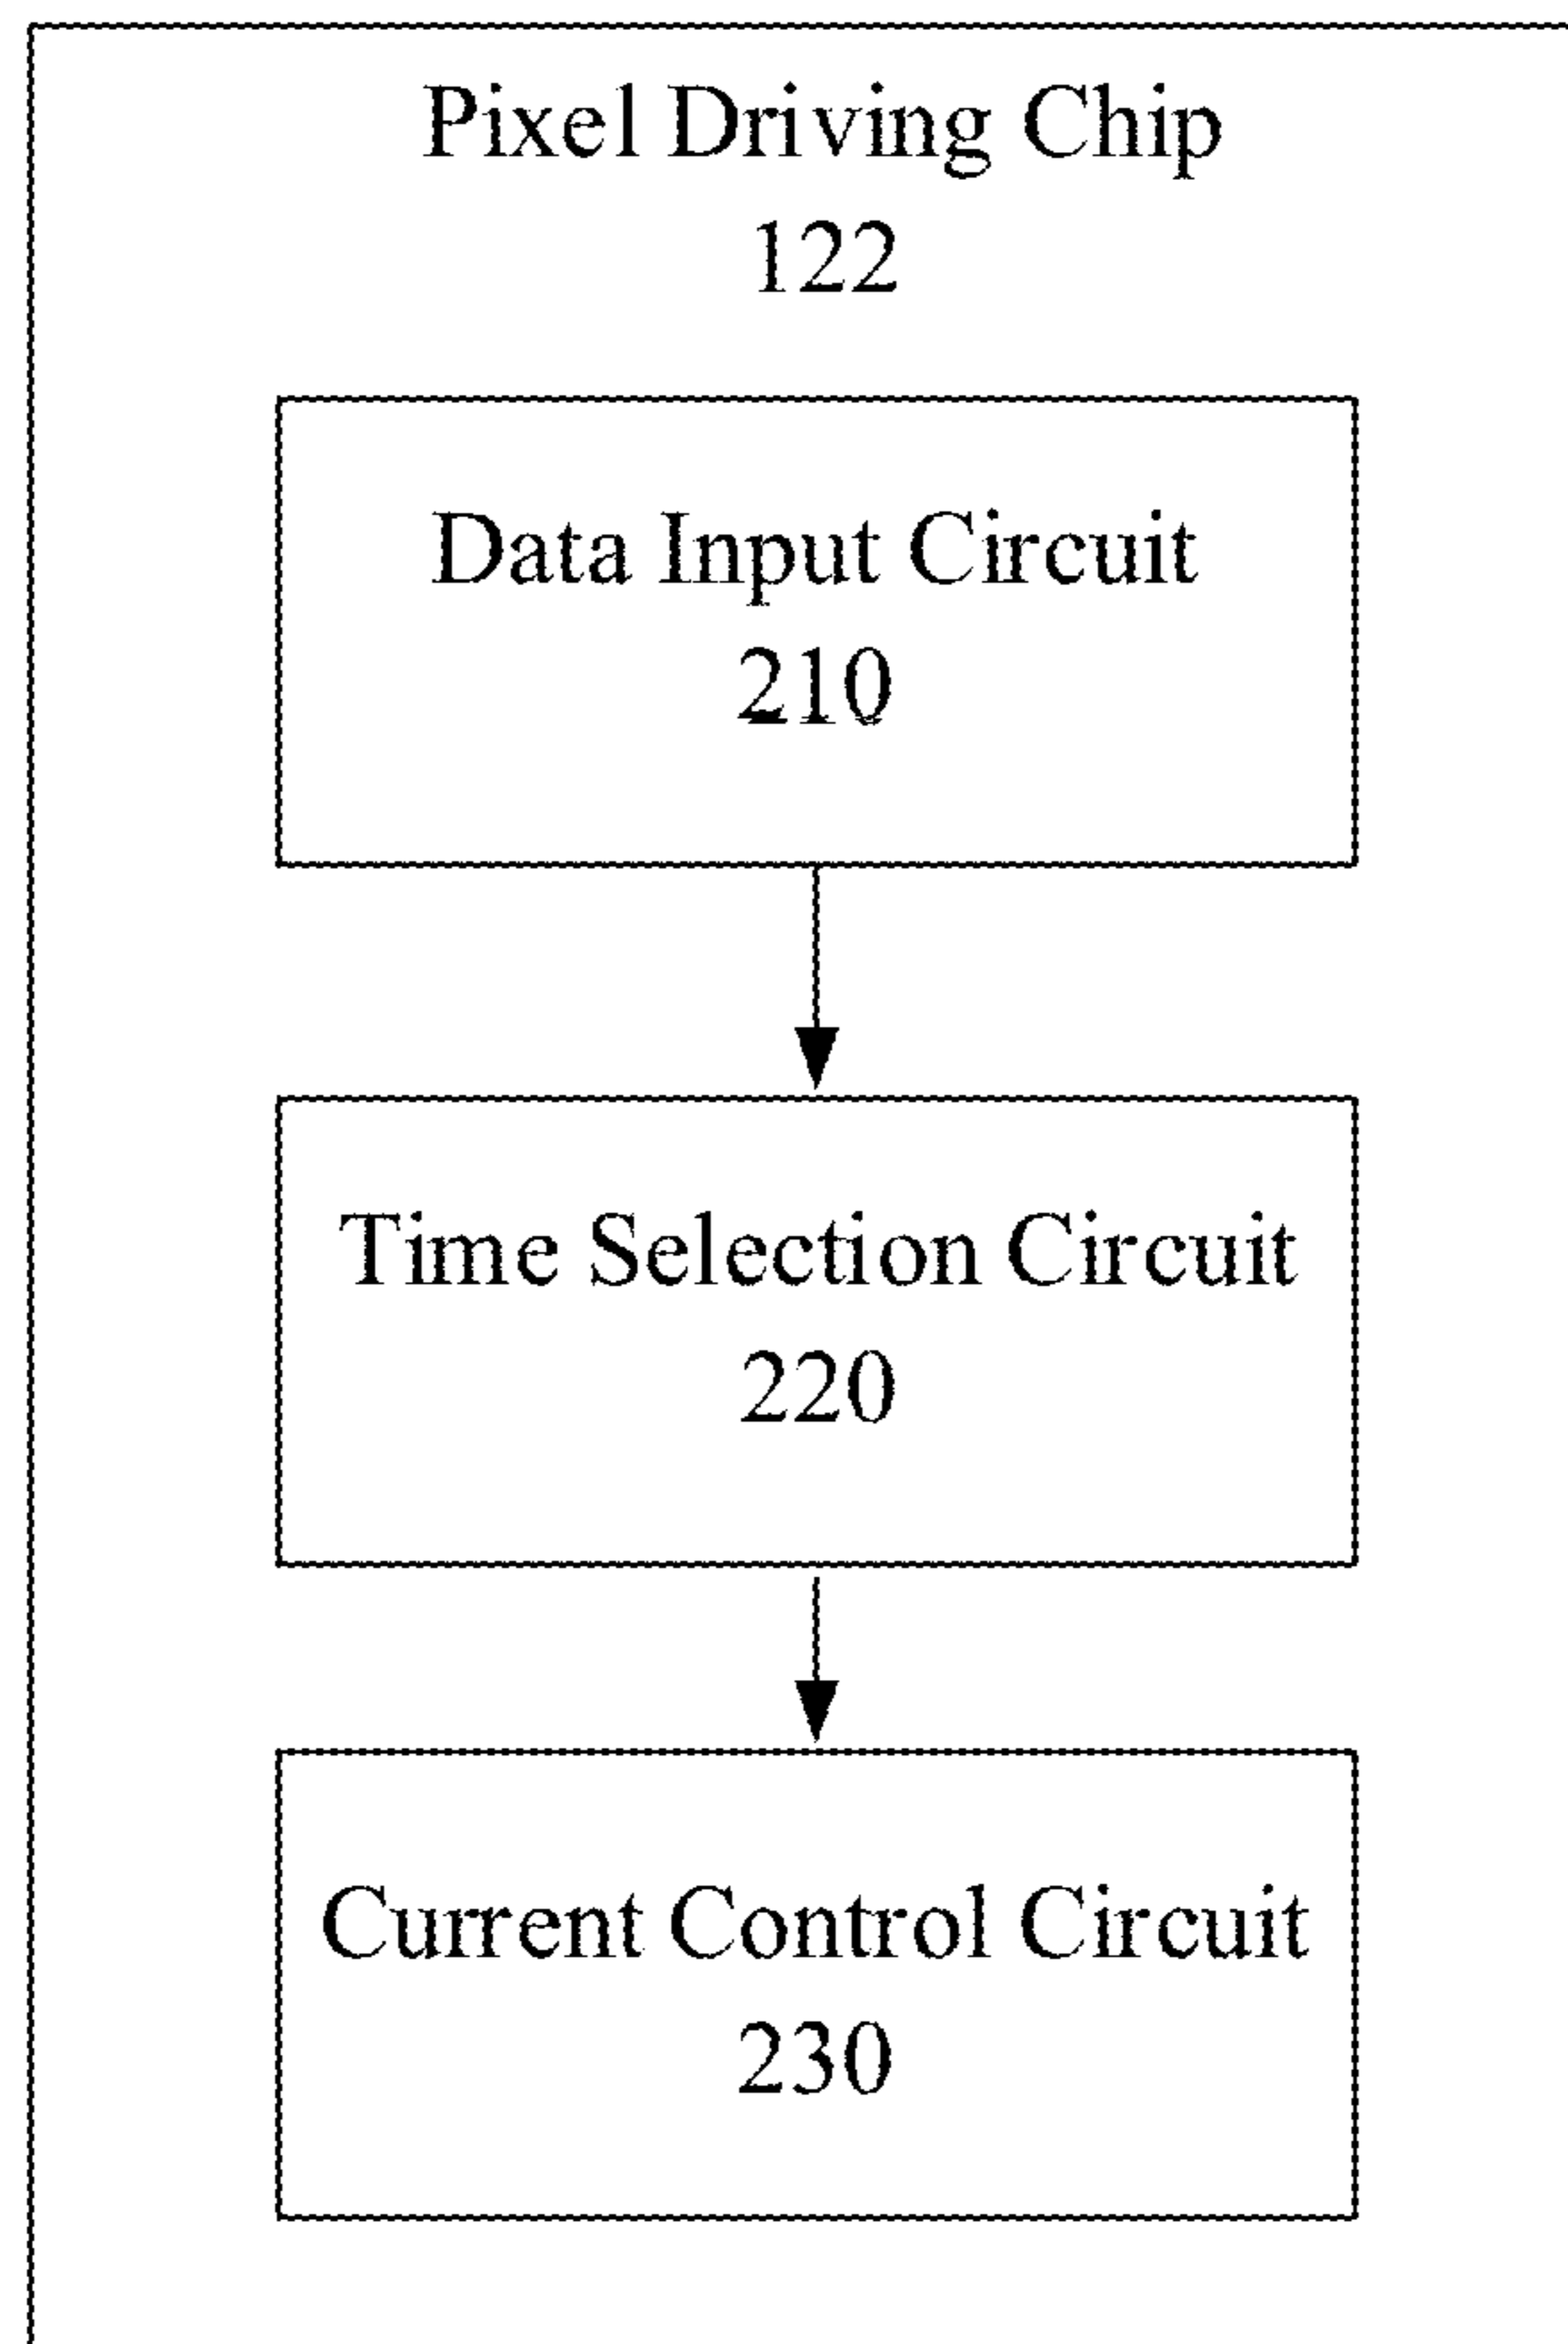 Pixel Driving Chip
122
Data Input Circuit
210
Time Selection Circuit
220
Current Control Circuit
230